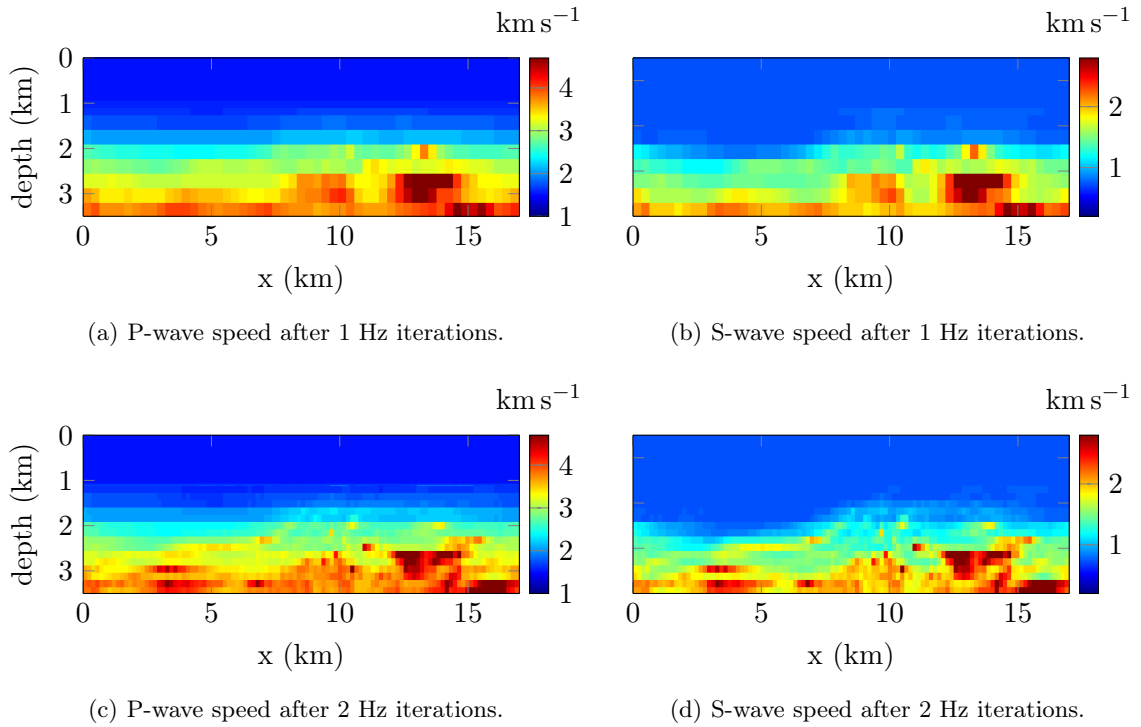 km s⁻¹
km s⁻¹
0
1
2
3
depth (km)
4
3
2
1
2
1
0
5
10
15
0
5
10
15
x (km)
x (km)
(a) P-wave speed after 1 Hz iterations.
(b) S-wave speed after 1 Hz iterations.
km s⁻¹
km s⁻¹
0
1
2
3
depth (km)
4
3
2
1
2
1
0
5
10
15
0
5
10
15
x (km)
x (km)
(c) P-wave speed after 2 Hz iterations.
(d) S-wave speed after 2 Hz iterations.